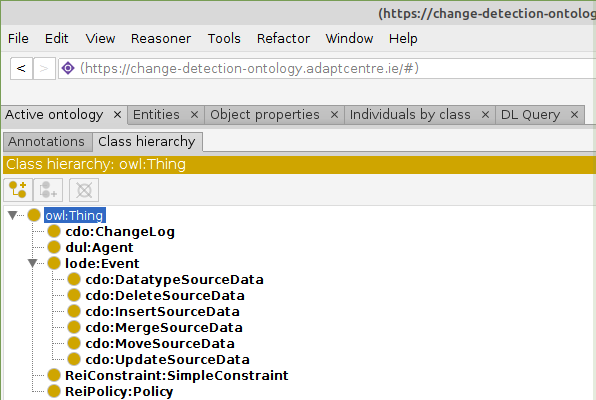 (https://change-detection-ontolog
File Edit View Reasoner Tools Refactor Window Help
< > (https://change-detection-ontology.adaptcentre.ie/#)
Active ontology × Entities × Object properties × Individuals by class × DL Query ×
Annotations Class hierarchy
Class hierarchy: owl:Thing
owl:Thing
cdo:ChangeLog
dul:Agent
lode:Event
cdo:DatatypeSourceData
cdo:DeleteSourceData
cdo:InsertSourceData
cdo:MergeSourceData
cdo:MoveSourceData
cdo:UpdateSourceData
ReiConstraint:SimpleConstraint
ReiPolicy:Policy